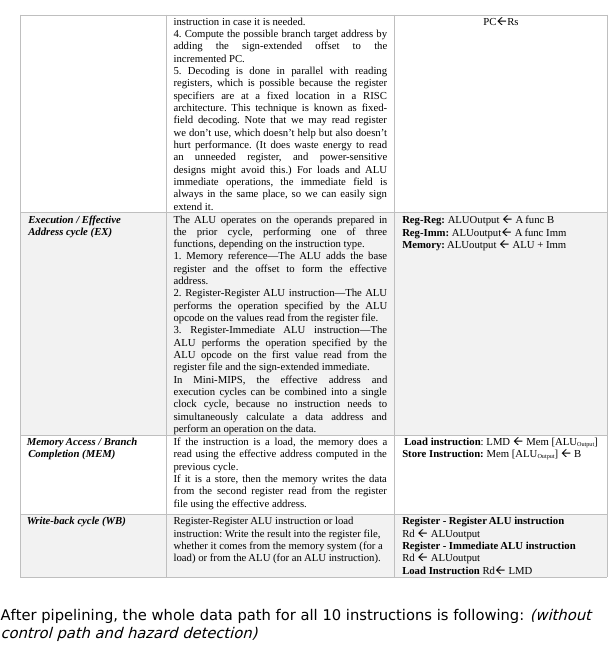 instruction in case it is needed.
4. Compute the possible branch target address by
adding the sign-extended offset to the
incremented PC.
5. Decoding is done in parallel with reading
registers, which is possible because the register
specifiers are at a fixed location in a RISC
architecture. This technique is known as fixed-
field decoding. Note that we may read register
we don't use, which doesn't help but also doesn't
hurt performance. (It does waste energy to read
an unneeded register, and power-sensitive
designs might avoid this.) For loads and ALU
immediate operations, the immediate field is
always in the same place, so we can easily sign
extend it.
PC←Rs
Execution / Effective
Address cycle (EX)
The ALU operates on the operands prepared in
the prior cycle, performing one of three
functions, depending on the instruction type.
1. Memory reference—The ALU adds the base
register and the offset to form the effective
address.
2. Register-Register ALU instruction—The ALU
performs the operation specified by the ALU
opcode on the values read from the register file.
3. Register-Immediate ALU instruction—The
ALU performs the operation specified by the
ALU opcode on the first value read from the
register file and the sign-extended immediate.
In Mini-MIPS, the effective address and
execution cycles can be combined into a single
clock cycle, because no instruction needs to
simultaneously calculate a data address and
perform an operation on the data.
Reg-Reg: ALUOutput ← A func B
Reg-Imm: ALUoutput← A func Imm
Memory: ALUoutput ← ALU + Imm
Memory Access / Branch
Completion (MEM)
If the instruction is a load, the memory does a
read using the effective address computed in the
previous cycle.
If it is a store, then the memory writes the data
from the second register read from the register
file using the effective address.
Load instruction: LMD ← Mem [ALUOutput]
Store Instruction: Mem [ALUOutput] ← B
Write-back cycle (WB)
Register-Register ALU instruction or load
instruction: Write the result into the register file,
whether it comes from the memory system (for a
load) or from the ALU (for an ALU instruction).
Register - Register ALU instruction
Rd ← ALUoutput
Register - Immediate ALU instruction
Rd ← ALUoutput
Load Instruction Rd← LMD
After pipelining, the whole data path for all 10 instructions is following: (without
control path and hazard detection)